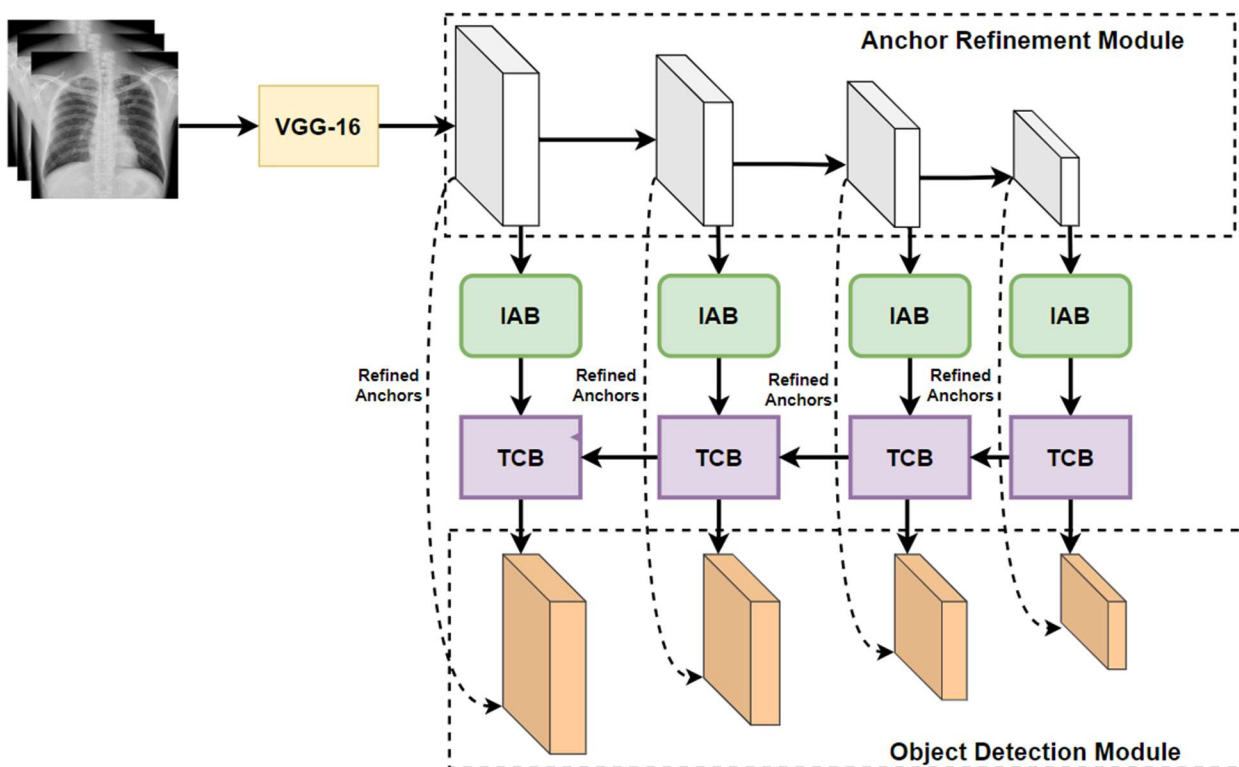 Anchor Refinement Module
VGG-16
IAB
IAB
IAB
IAB
Refined
Anchors
Refined
Anchors
Refined
Anchors
Refined
Anchors
TCB
TCB
TCB
TCB
Object Detection Module